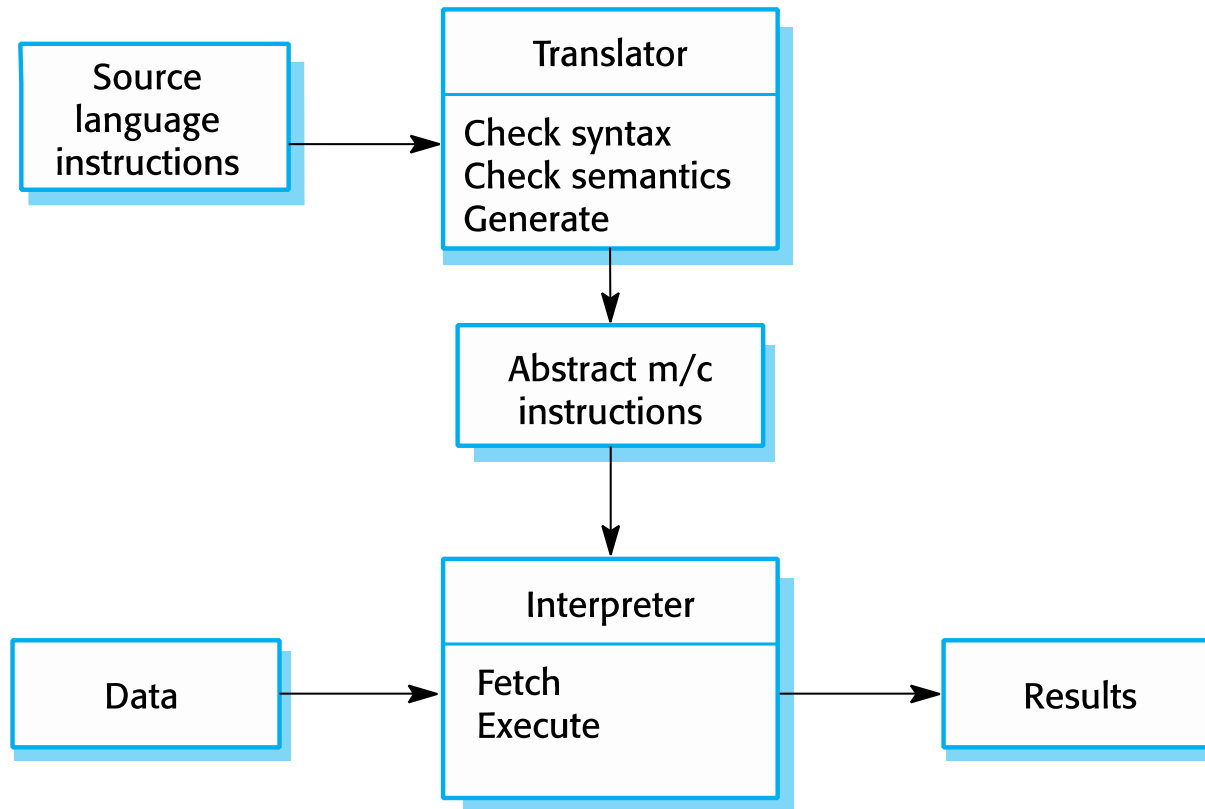 Source
language
instructions
Translator
Check syntax
Check semantics
Generate
Abstract m/c
instructions
Data
Interpreter
Fetch
Execute
Results